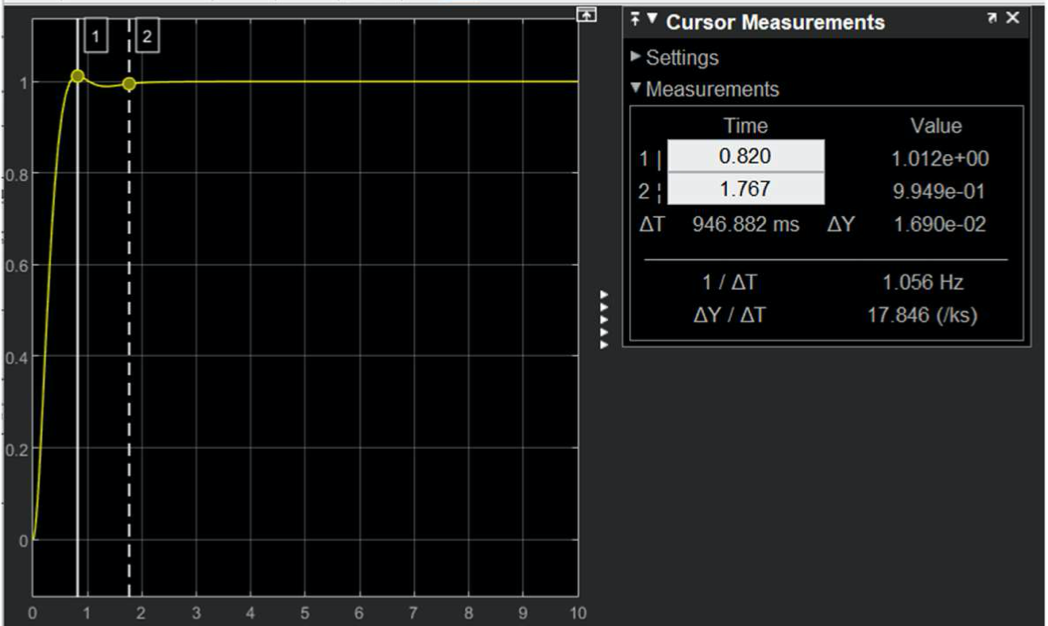 Cursor Measurements
Settings
Measurements
Time Value
1 | 0.820 1.012e+00
2 ¦ 1.767 9.949e-01
ΔT 946.882 ms ΔY 1.690e-02
1 / ΔT 1.056 Hz
ΔY / ΔT 17.846 (/ks)
1 2
1
0.8
0.6
0.4
0.2
0
0 1 2 3 4 5 6 7 8 9 10